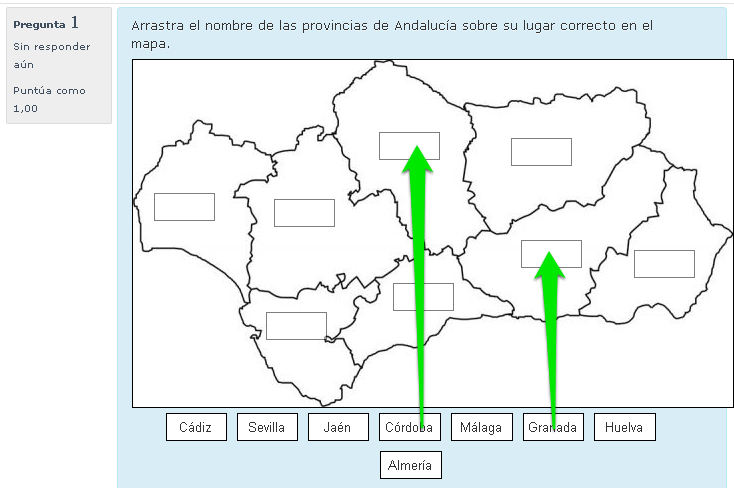 Pregunta 1
Sin responder
aún
Puntúa como
1,00
Arrastra el nombre de las provincias de Andalucía sobre su lugar correcto en el
mapa.
Cádiz Sevilla Jaén Córdoba Málaga Granada Huelva
Almería